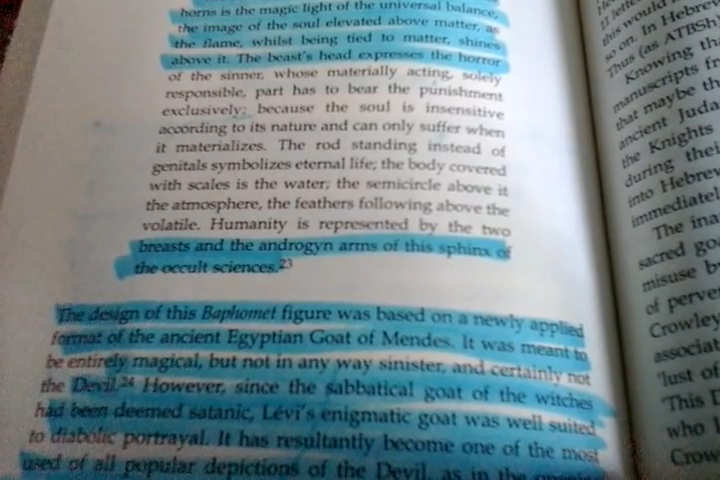 horns is the magic light of the universal balance,
the image of the soul elevated above matter, as
the flame, whilst being tied to matter, shines
above it. The beast's head expresses the horror
of the sinner, whose materially acting, solely
responsible, part has to bear the punishment
exclusively; because the soul is insensitive
according to its nature and can only suffer when
it materializes. The rod standing instead of
genitals symbolizes eternal life; the body covered
with scales is the water; the semicircle above it
the atmosphere, the feathers following above the
volatile. Humanity is represented by the two
breasts and the androgyn arms of this sphinx of
the occult sciences.23
The design of this Baphomet figure was based on a newly applied
format of the ancient Egyptian Goat of Mendes. It was meant to
be entirely magical, but not in any way sinister, and certainly not
the Devil.24 However, since the sabbatical goat of the witches
had been deemed satanic, Lévi's enigmatic goat was well suited
to diabolic portrayal. It has resultantly become one of the most
used of all popular depictions of the Devil, as in the
this would
so on. In Hebrew
Thus (as ATBSH
Knowing th
manuscripts fr
that maybe th
ancient Juda
the Knights
during thei
into Hebrew
immediatel
The ina
sacred go
misuse b
of perve
Crowley
associat
'lust of
'This I
who
Crow